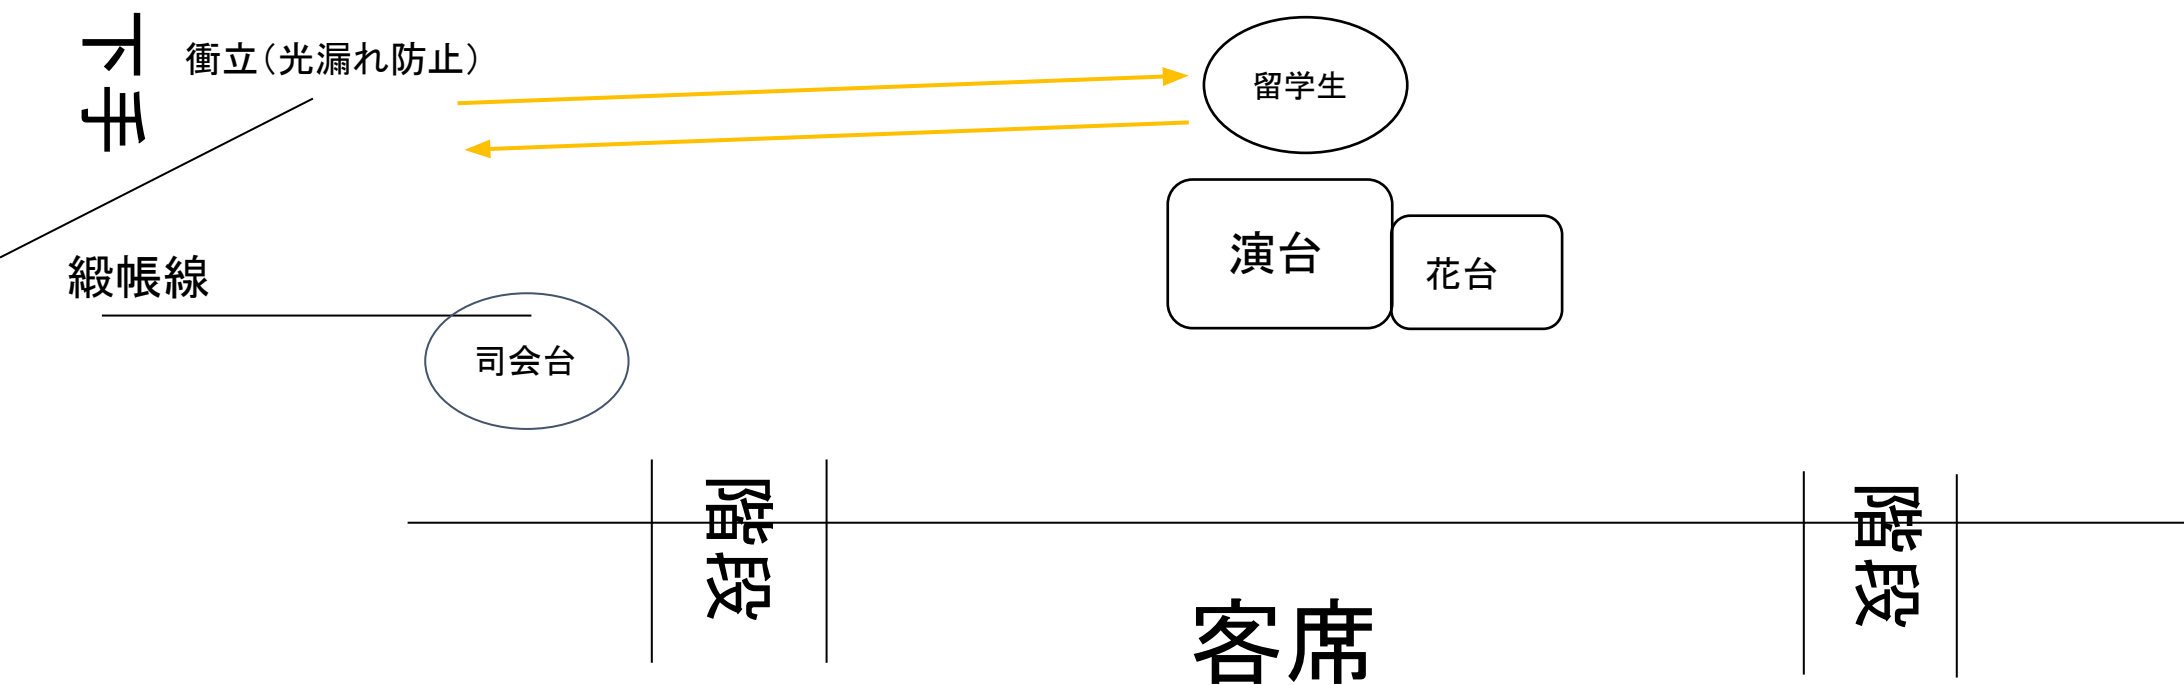 下手
衝立（光漏れ防止）
留学生
演台
花台
緞帳線
司会台
階段
階段
客席